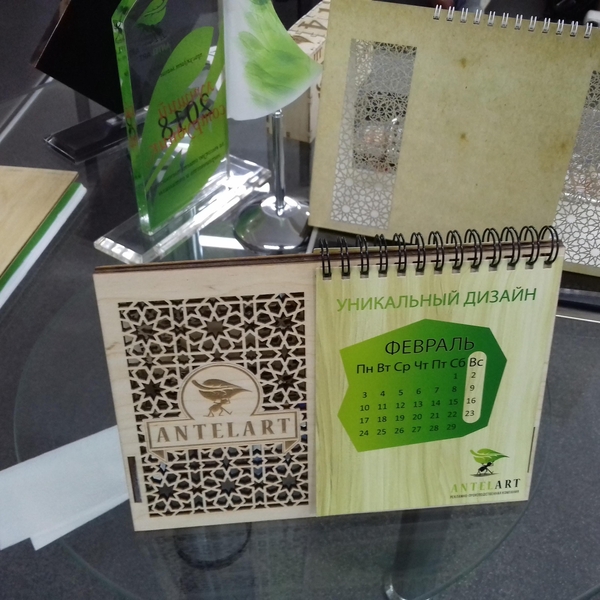 2018
УНИКАЛЬНЫЙ ДИЗАЙН
ФЕВРАЛЬ
Пн Вт Ср Чт Пт Сб Вс
1 2
3 4 5 6 7 8 9
10 11 12 13 14 15 16
17 18 19 20 21 22 23
24 25 26 27 28 29
ANTELART
ANTELART